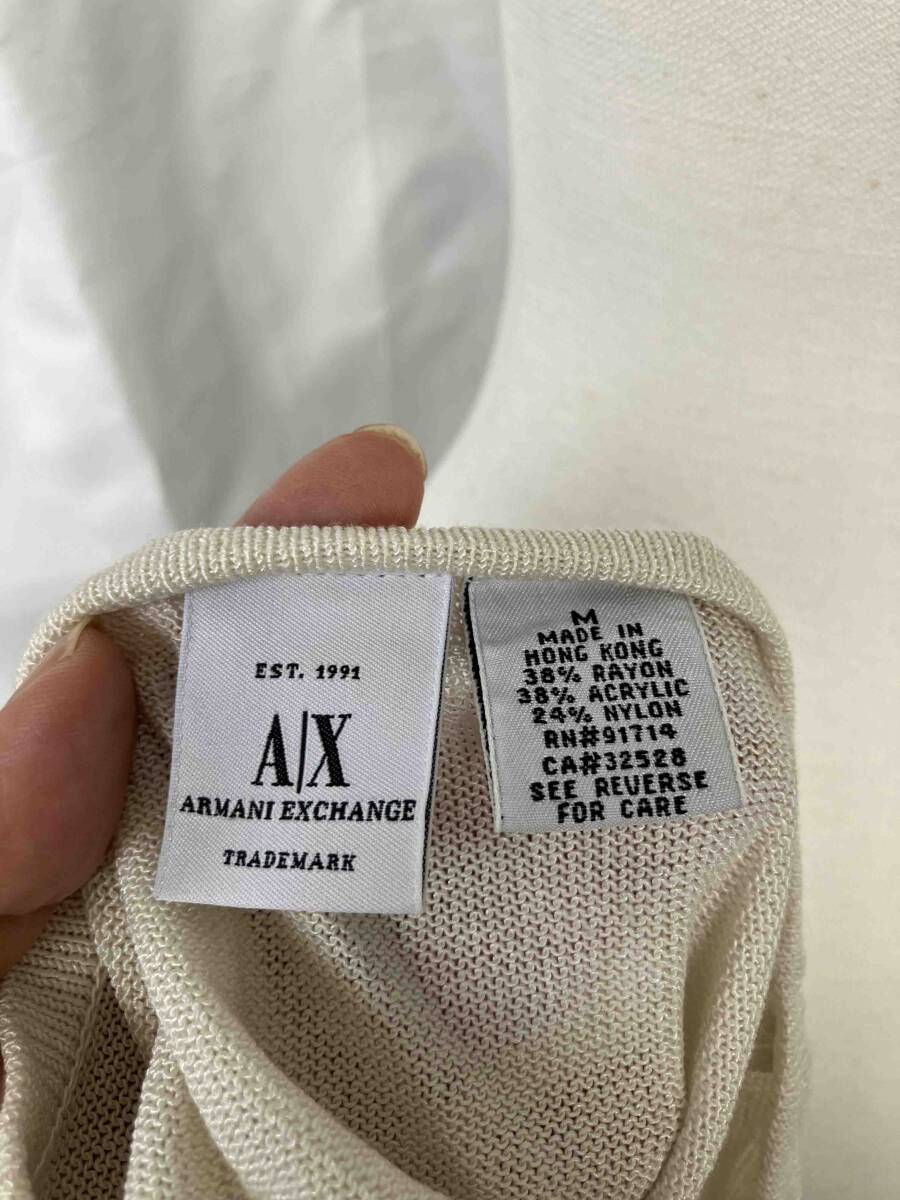 EST. 1991
A|X
ARMANI EXCHANGE
TRADEMARK
M
MADE IN
HONG KONG
38% RAYON
38% ACRYLIC
24% NYLON
RN#91714
CA#32528
SEE REVERSE
FOR CARE